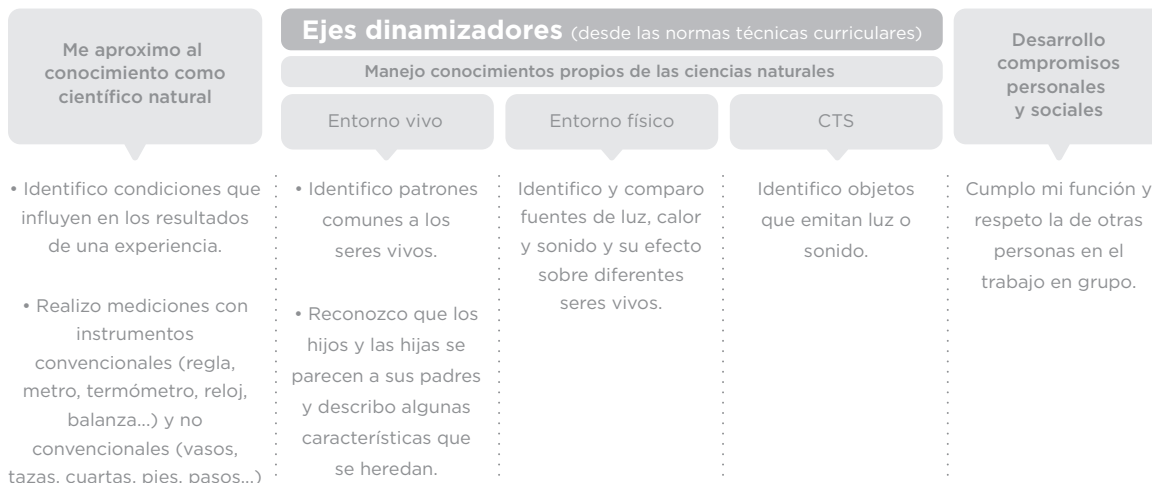 Me aproximo al
conocimiento como
científico natural
Ejes dinamizadores (desde las normas técnicas curriculares)
Manejo conocimientos propios de las ciencias naturales
Entorno vivo
Entorno físico
CTS
Desarrollo
compromisos
personales
y sociales
• Identifico condiciones que
influyen en los resultados
de una experiencia.
• Realizo mediciones con
instrumentos
convencionales (regla,
metro, termómetro, reloj,
balanza...) y no
convencionales (vasos,
tazas, cuartas, pies, pasos...)
• Identifico patrones
comunes a los
seres vivos.
• Reconozco que los
hijos y las hijas se
parecen a sus padres
y describo algunas
características que
se heredan.
Identifico y comparo
fuentes de luz, calor
y sonido y su efecto
sobre diferentes
seres vivos.
Identifico objetos
que emitan luz o
sonido.
Cumplo mi función y
respeto la de otras
personas en el
trabajo en grupo.